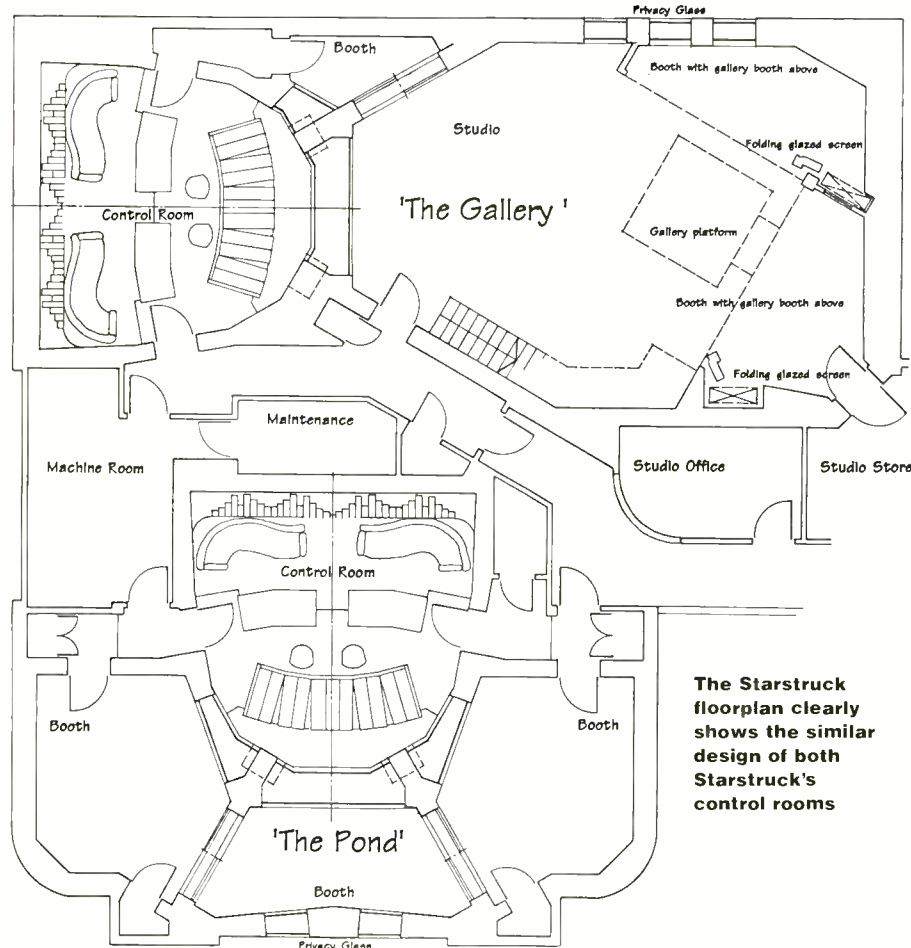 Privacy Glass
Booth
Booth with gallery booth above
Studio
Folding glazed screen
Control Room
'The Gallery '
Gallery platform
Booth with gallery booth above
Folding glazed screen
Maintenance
Machine Room
Studio Office
Studio Store
Control Room
The Starstruck
floorplan clearly
shows the similar
design of both
Starstruck's
control rooms
Booth
Booth
'The Pond'
Booth
Privacy Glass